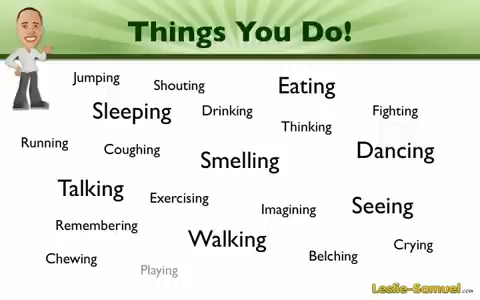 Things You Do!
Jumping
Shouting
Eating
Sleeping
Drinking
Fighting
Thinking
Running
Coughing
Smelling
Dancing
Talking
Exercising
Imagining
Seeing
Remembering
Walking
Crying
Chewing
Belching
Playing
Leslie-Samuel.com